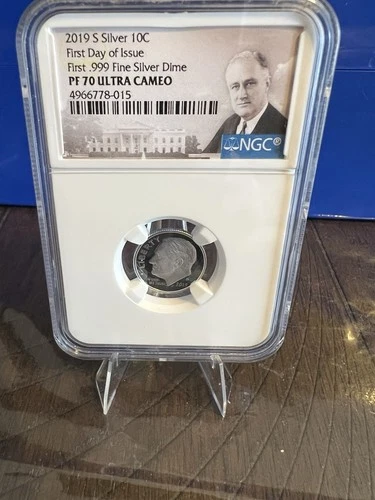 2019 S Silver 10C
First Day of Issue
First .999 Fine Silver Dime
PF 70 ULTRA CAMEO
4966778-015
NGC
LIBERTY